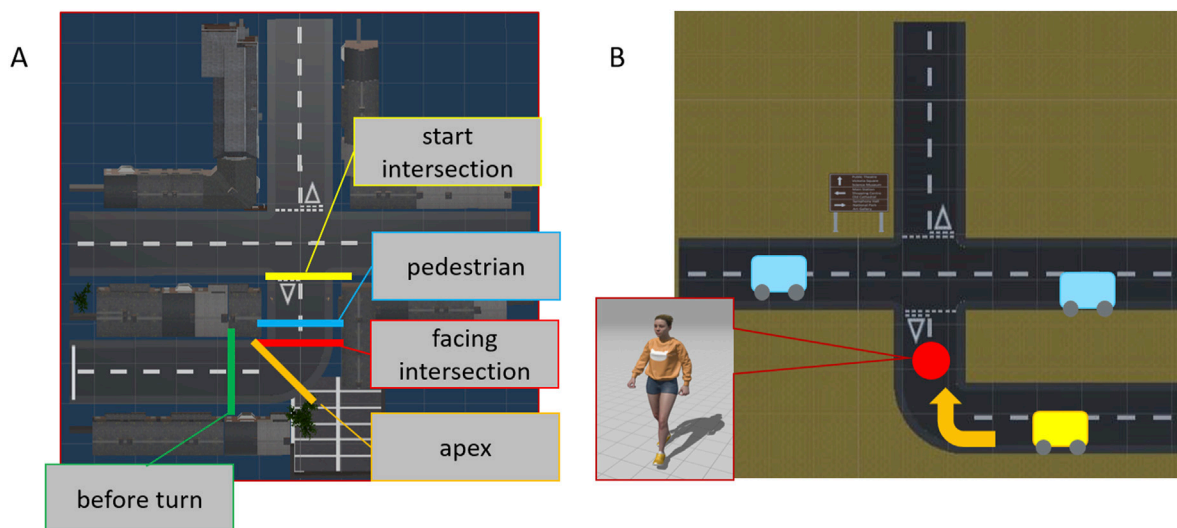 A
B
start
intersection
pedestrian
facing
intersection
apex
before turn